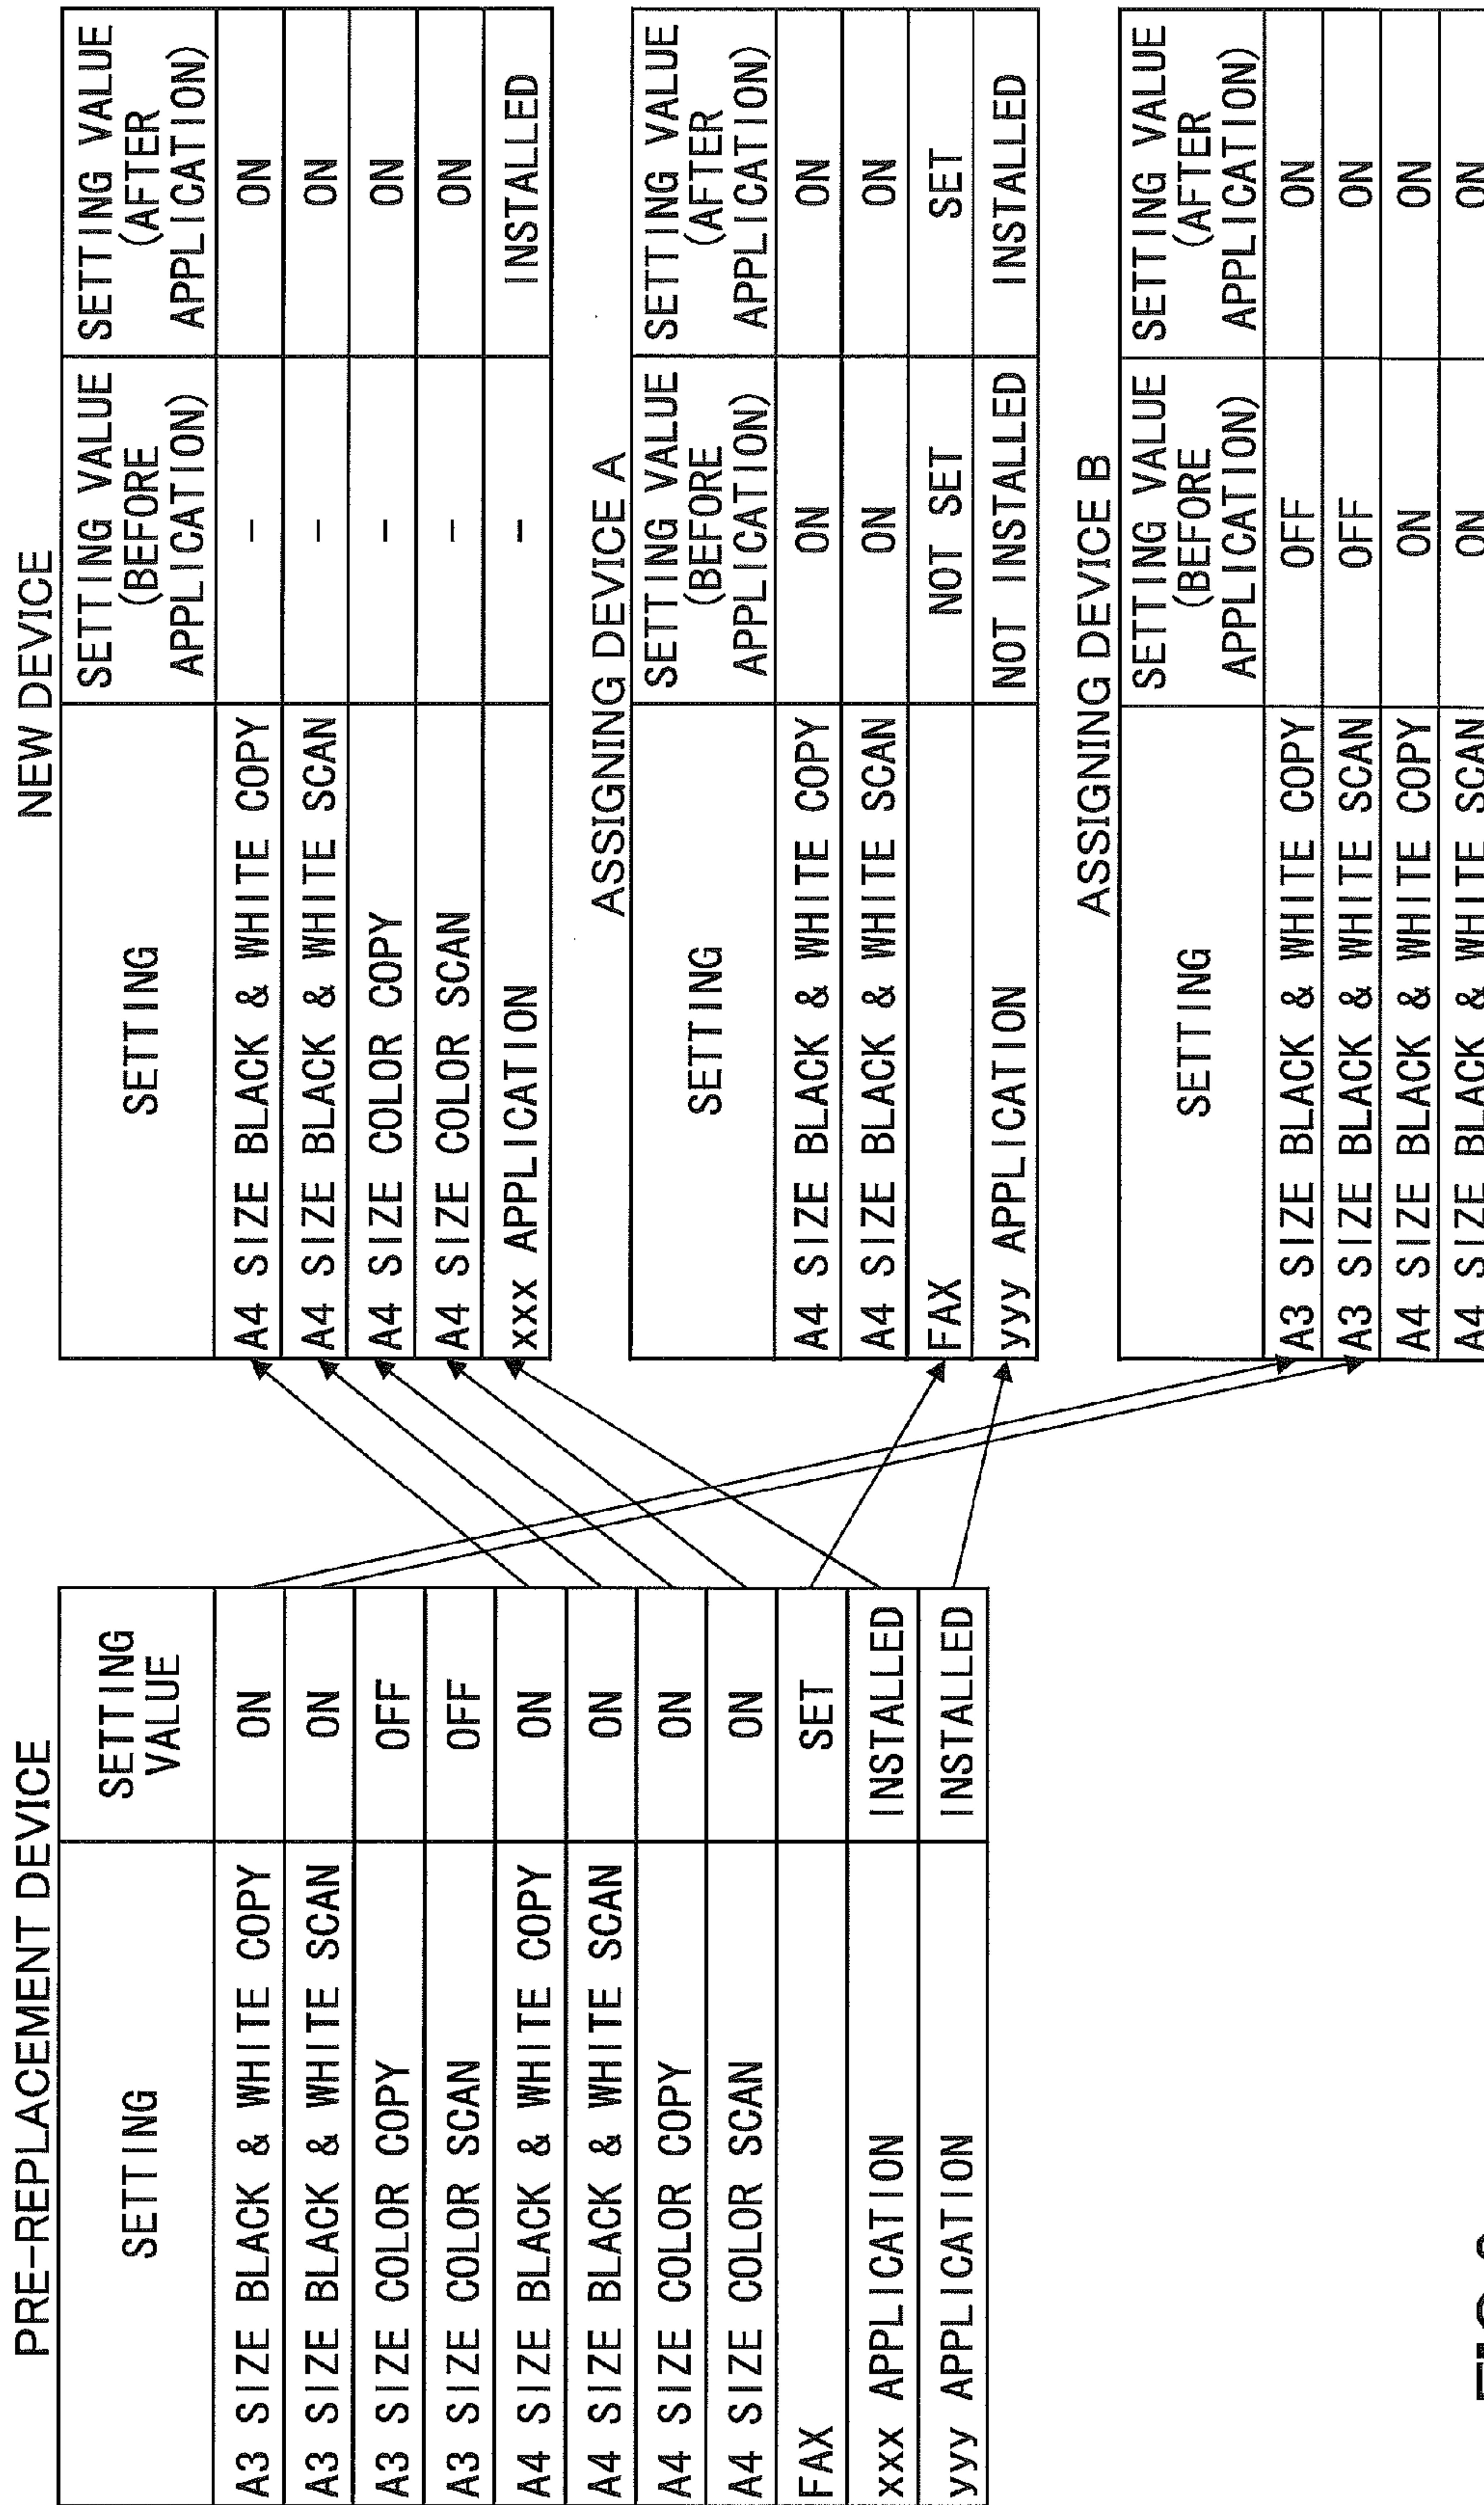 PRE-REPLACEMENT DEVICE
SETTING SETTING VALUE
A3 SIZE BLACK & WHITE COPY ON
A3 SIZE BLACK & WHITE SCAN ON
A3 SIZE COLOR COPY OFF
A3 SIZE COLOR SCAN OFF
A4 SIZE BLACK & WHITE COPY ON
A4 SIZE BLACK & WHITE SCAN ON
A4 SIZE COLOR COPY ON
A4 SIZE COLOR SCAN ON
FAX SET
xxx APPLICATION INSTALLED
yyy APPLICATION INSTALLED
NEW DEVICE
SETTING SETTING VALUE (BEFORE APPLICATION) SETTING VALUE (AFTER APPLICATION)
A4 SIZE BLACK & WHITE COPY - ON
A4 SIZE BLACK & WHITE SCAN - ON
A4 SIZE COLOR COPY - ON
A4 SIZE COLOR SCAN - ON
xxx APPLICATION - INSTALLED
ASSIGNING DEVICE A
SETTING SETTING VALUE (BEFORE APPLICATION) SETTING VALUE (AFTER APPLICATION)
A4 SIZE BLACK & WHITE COPY ON ON
A4 SIZE BLACK & WHITE SCAN ON ON
FAX NOT SET SET
yyy APPLICATION NOT INSTALLED INSTALLED
ASSIGNING DEVICE B
SETTING SETTING VALUE (BEFORE APPLICATION) SETTING VALUE (AFTER APPLICATION)
A3 SIZE BLACK & WHITE COPY OFF ON
A3 SIZE BLACK & WHITE SCAN OFF ON
A4 SIZE BLACK & WHITE COPY ON ON
A4 SIZE BLACK & WHITE SCAN ON ON